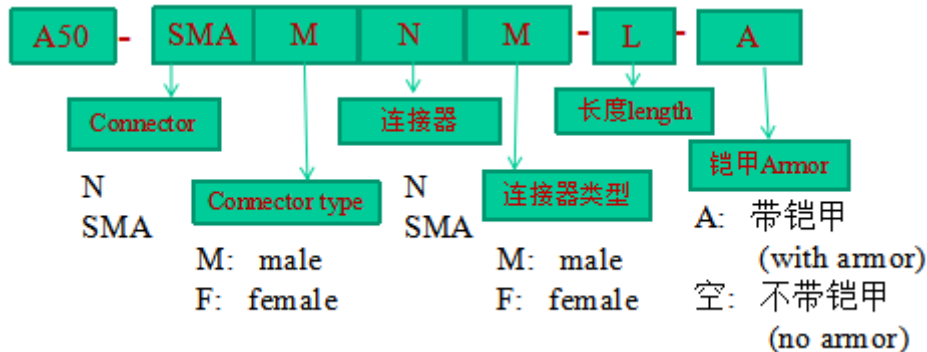 A50 - SMA M N M - L - A
Connector 连接器 长度length
铠甲Armor
Connector type 连接器类型
N
SMA
N
SMA
M: male
F: female
M: male
F: female
A: 带铠甲
(with armor)
空: 不带铠甲
(no armor)